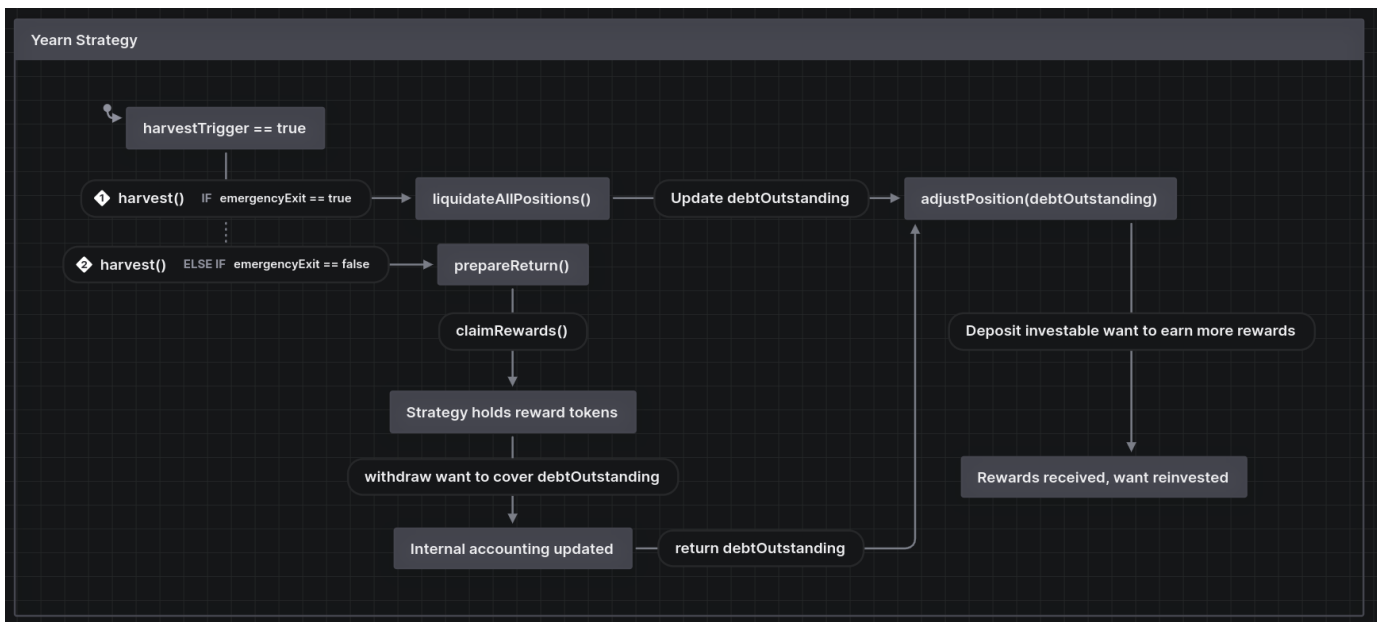 Yearn Strategy
harvestTrigger == true
1 harvest() IF emergencyExit == true
liquidateAllPositions()
Update debtOutstanding
adjustPosition(debtOutstanding)
2 harvest() ELSE IF emergencyExit == false
prepareReturn()
claimRewards()
Deposit investable want to earn more rewards
Strategy holds reward tokens
withdraw want to cover debtOutstanding
Rewards received, want reinvested
Internal accounting updated
return debtOutstanding